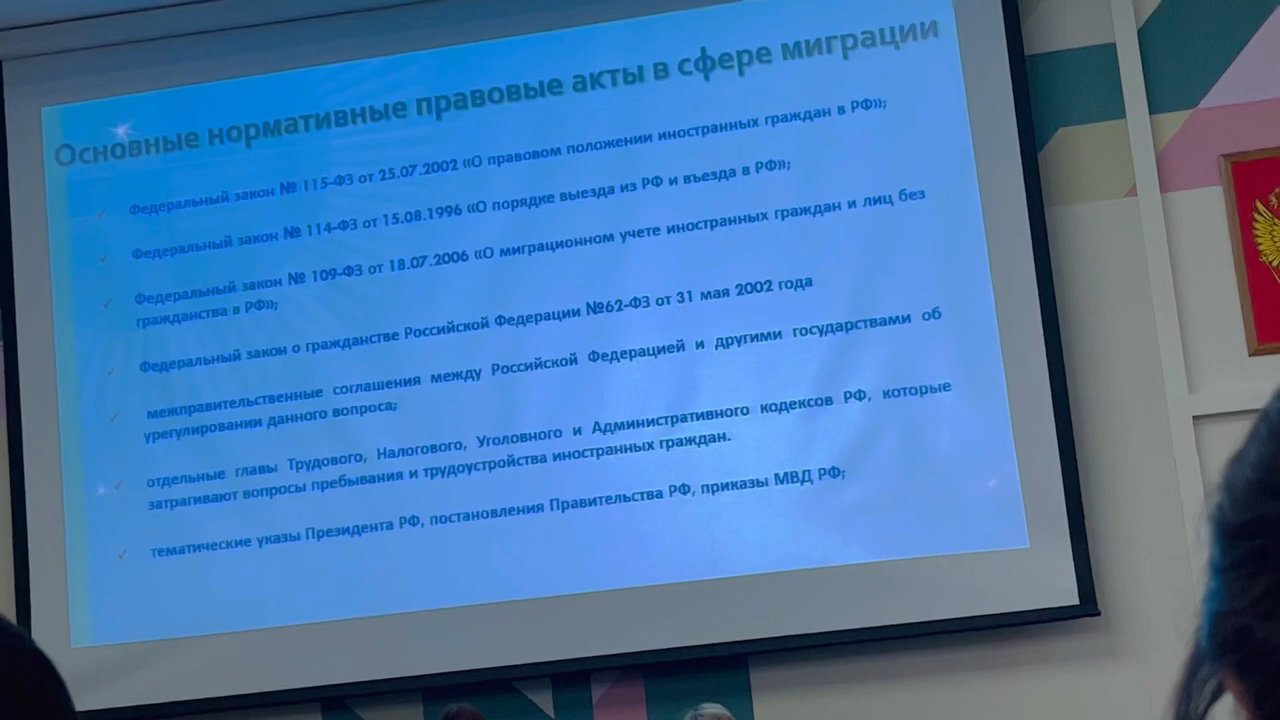 Основные нормативные правовые акты в сфере миграции
✓ Федеральный закон № 115-ФЗ от 25.07.2002 «О правовом положении иностранных граждан в РФ»;
✓ Федеральный закон № 114-ФЗ от 15.08.1996 «О порядке выезда из РФ и въезда в РФ»;
✓ Федеральный закон № 109-ФЗ от 18.07.2006 «О миграционном учете иностранных граждан и лиц без
гражданства в РФ»;
✓ Федеральный закон о гражданстве Российской Федерации №62-ФЗ от 31 мая 2002 года
✓ межправительственные соглашения между Российской Федерацией и другими государствами об
урегулировании данного вопроса;
✓ отдельные главы Трудового, Налогового, Уголовного и Административного кодексов РФ, которые
затрагивают вопросы пребывания и трудоустройства иностранных граждан.
✓ тематические указы Президента РФ, постановления Правительства РФ, приказы МВД РФ;